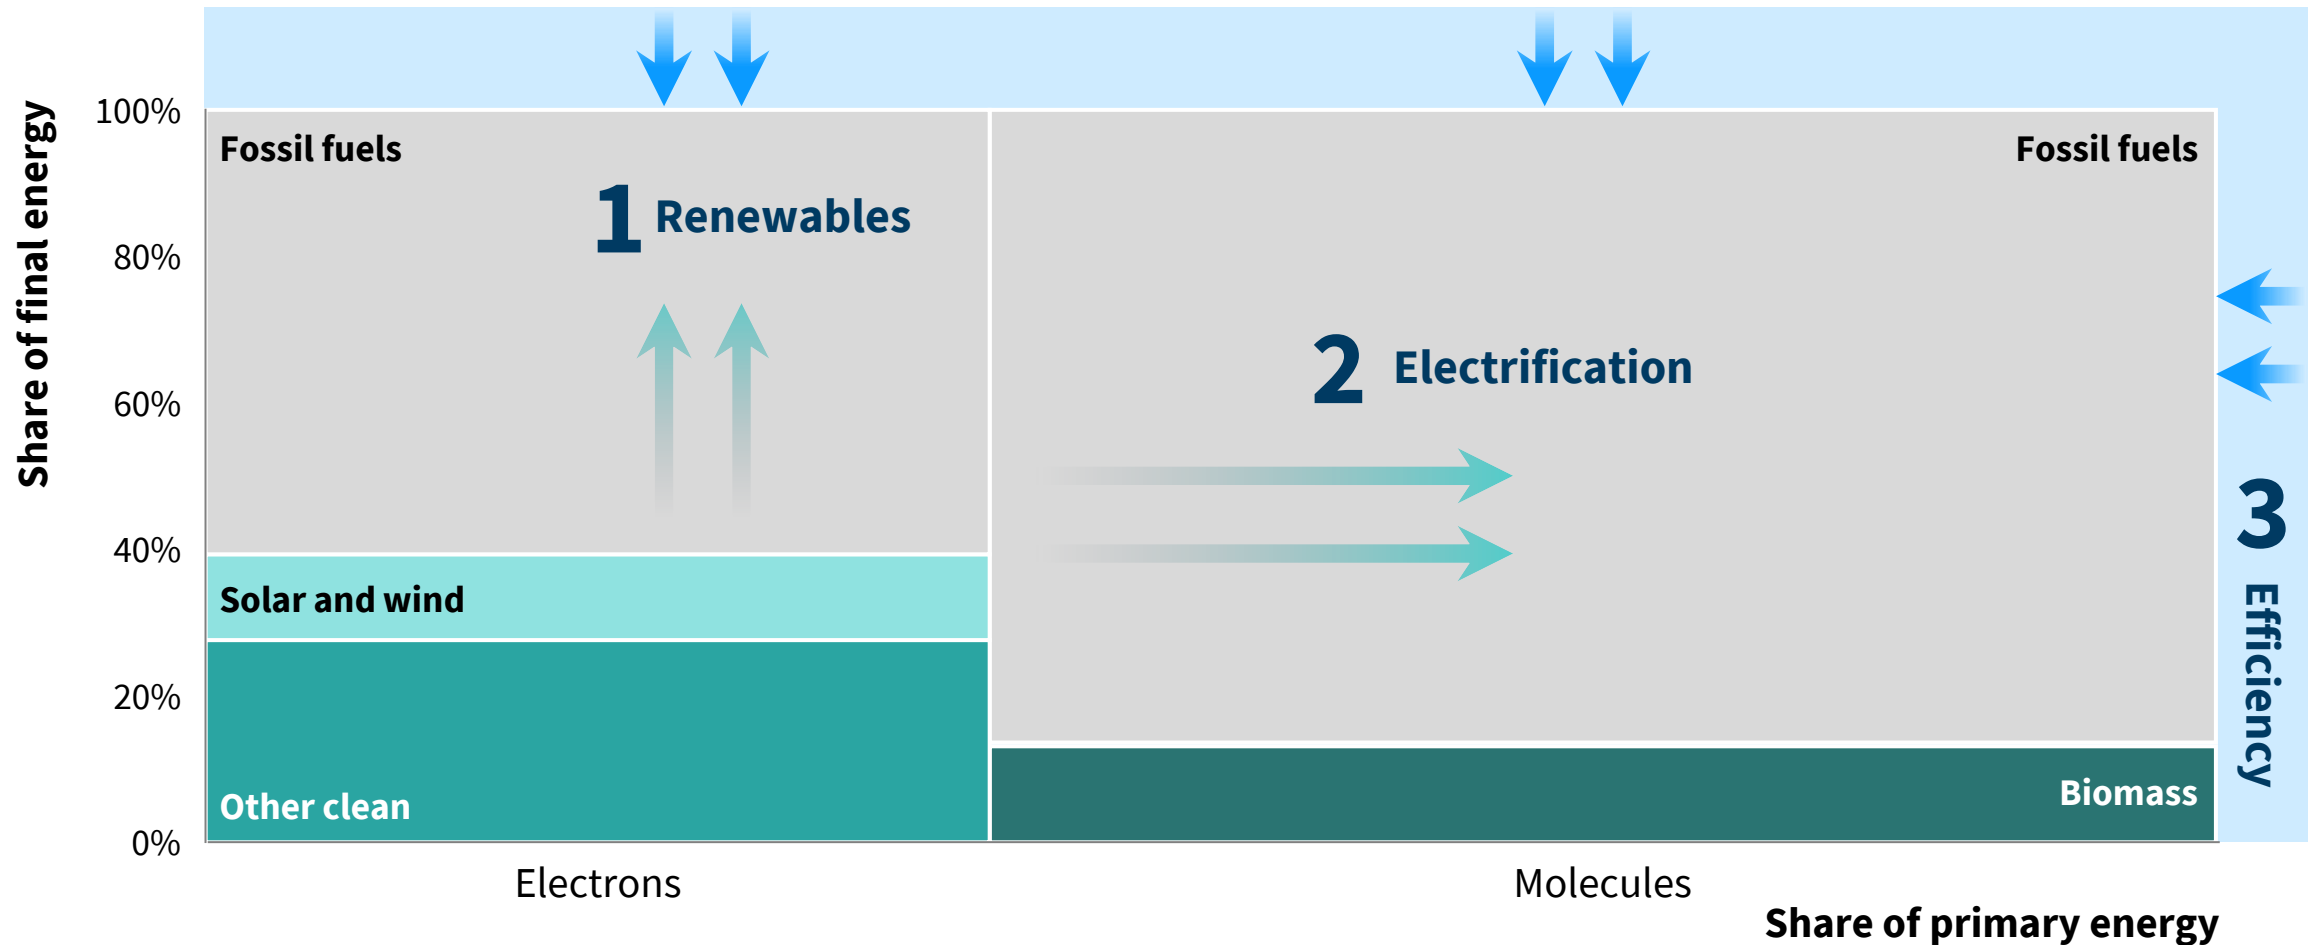 Share of final energy
100%
80%
60%
40%
20%
0%
Fossil fuels
1 Renewables
Solar and wind
Other clean
Fossil fuels
2 Electrification
Biomass
3 Efficiency
Electrons
Molecules
Share of primary energy